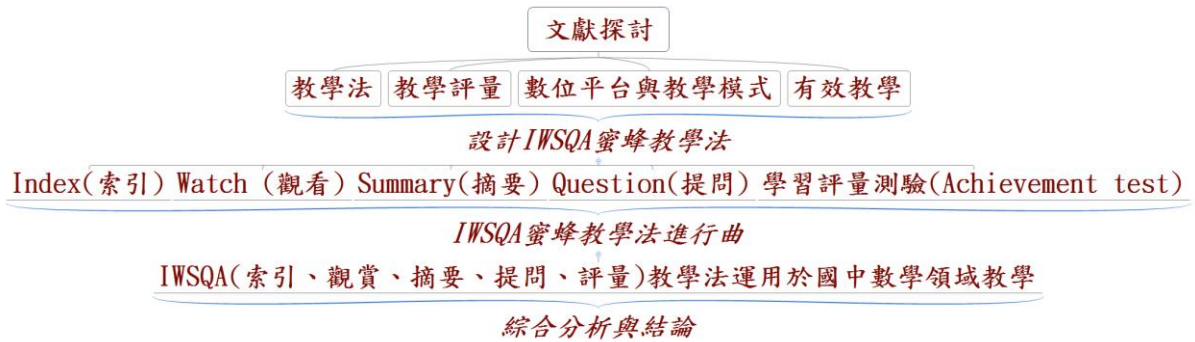 文獻探討
教學法 教學評量 數位平台與教學模式 有效教學
設計IWSQA蜜蜂教學法
Index(索引) Watch (觀看) Summary(摘要) Question(提問) 學習評量測驗(Achievement test)
IWSQA蜜蜂教學法進行曲
IWSQA(索引、觀賞、摘要、提問、評量)教學法運用於國中數學領域教學
綜合分析與結論